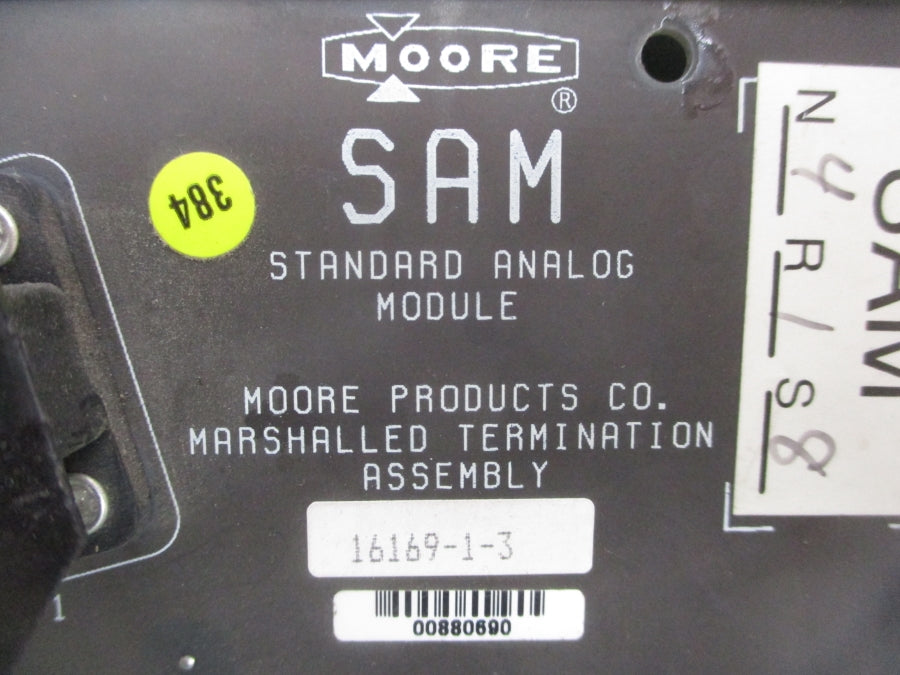 MOORE
®
SAM
384
STANDARD ANALOG
MODULE
MOORE PRODUCTS CO.
MARSHALLED TERMINATION
ASSEMBLY
16169-1-3
00880690
1
N 4 R 1 S 8
SAM